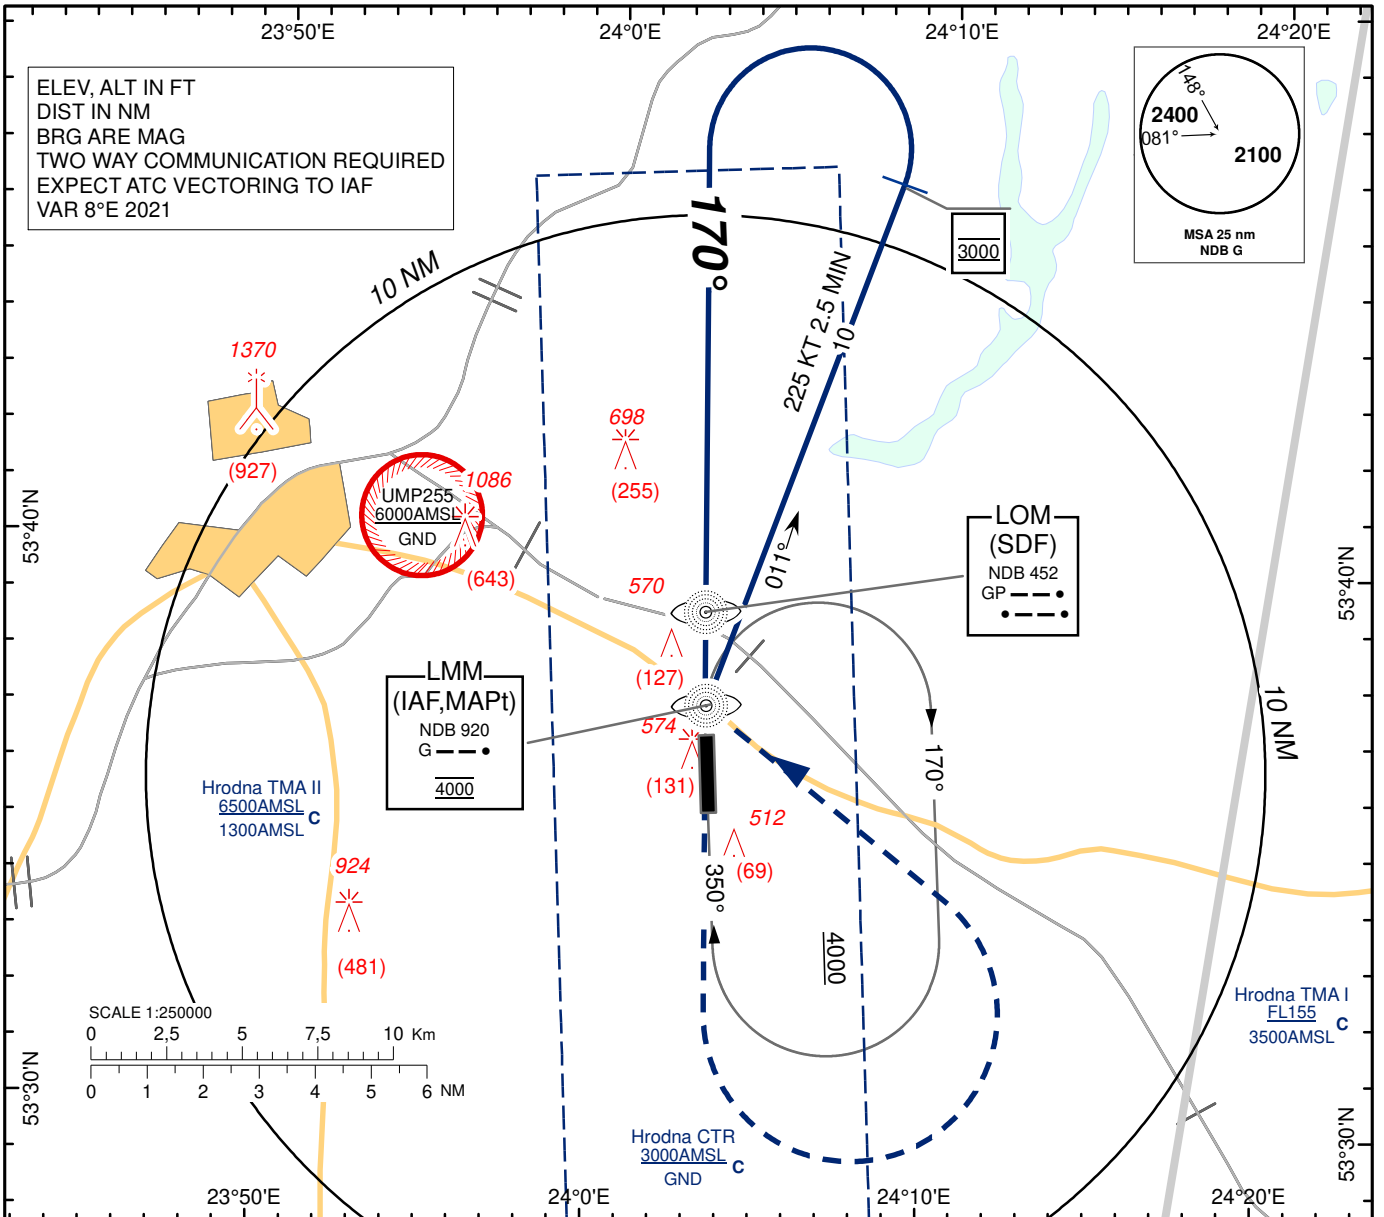 23°50'E
24°0'E
24°10'E
24°20'E
ELEV, ALT IN FT
DIST IN NM
BRG ARE MAG
TWO WAY COMMUNICATION REQUIRED
EXPECT ATC VECTORING TO IAF
VAR 8°E 2021
148°
2400
081°
2100
MSA 25 nm
NDB G
170°
3000
10 NM
225 KT 2.5 MIN
10
1370
(927)
698
(255)
UMP255
6000AMSL
GND
1086
(643)
011°
53°40'N
LOM
(SDF)
NDB 452
GP
53°40'N
570
(127)
LMM
(IAF,MAPt)
NDB 920
G
4000
574
(131)
170°
10 NM
Hrodna TMA II
6500AMSL
C
1300AMSL
512
(69)
350°
924
(481)
4000
Hrodna TMA I
FL155
C
3500AMSL
SCALE 1:250000
0 2,5 5 7,5 10 Km
0 1 2 3 4 5 6 NM
53°30'N
53°30'N
Hrodna CTR
3000AMSL
C
GND
23°50'E
24°0'E
24°10'E
24°20'E